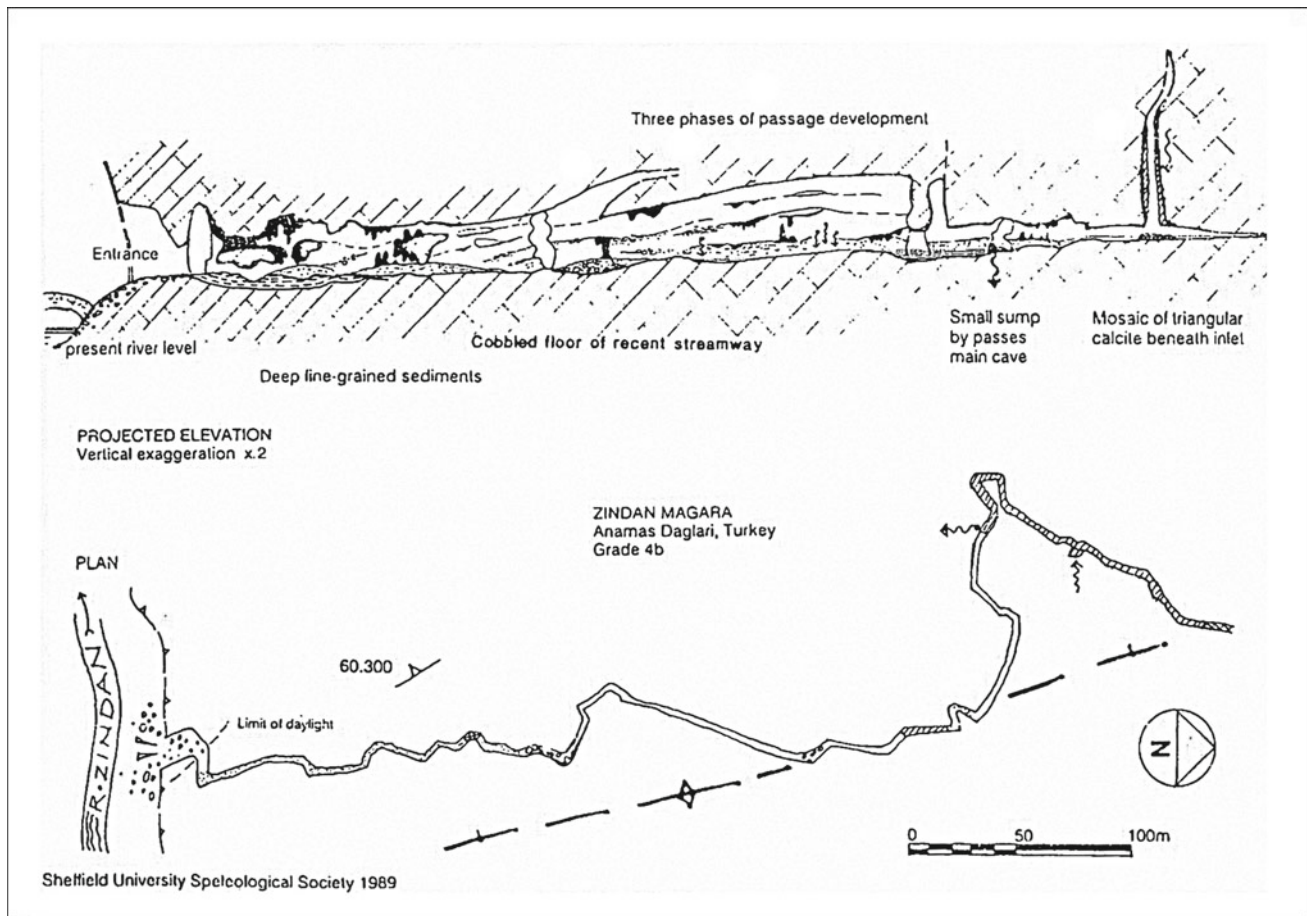 Three phases of passage development
Entrance
present river level
Cobbled floor of recent streamway
Deep line-grained sediments
Small sump
by passes
main cave
Mosaic of triangular
calcite beneath inlet
PROJECTED ELEVATION
Vertical exaggeration x.2
ZINDAN MAGARA
Anamas Daglari, Turkey
Grade 4b
PLAN
R. ZINDAN
60.300
Limit of daylight
N
0 50 100m
Sheffield University Speleological Society 1989